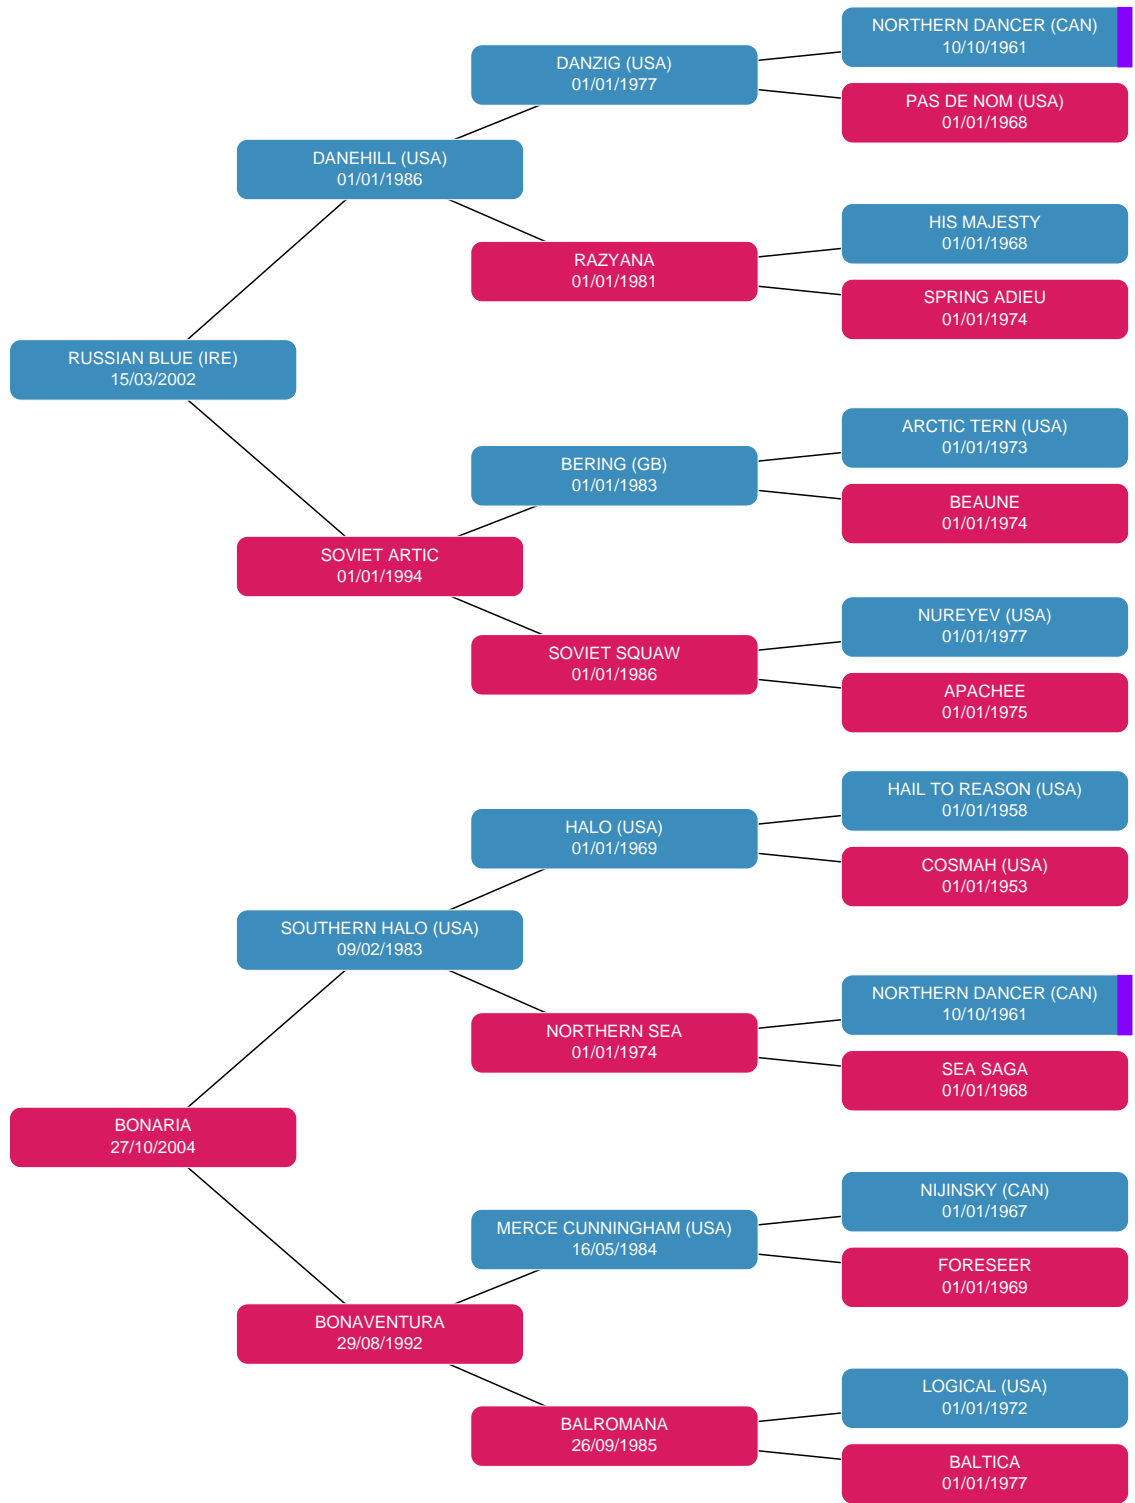 NORTHERN DANCER (CAN)
10/10/1961
DANZIG (USA)
01/01/1977
PAS DE NOM (USA)
01/01/1968
DANEHILL (USA)
01/01/1986
HIS MAJESTY
01/01/1968
RAZYANA
01/01/1981
SPRING ADIEU
01/01/1974
RUSSIAN BLUE (IRE)
15/03/2002
ARCTIC TERN (USA)
01/01/1973
BERING (GB)
01/01/1983
BEAUNE
01/01/1974
SOVIET ARTIC
01/01/1994
NUREYEV (USA)
01/01/1977
SOVIET SQUAW
01/01/1986
APACHEE
01/01/1975
HAIL TO REASON (USA)
01/01/1958
HALO (USA)
01/01/1969
COSMAH (USA)
01/01/1953
SOUTHERN HALO (USA)
09/02/1983
NORTHERN DANCER (CAN)
10/10/1961
NORTHERN SEA
01/01/1974
SEA SAGA
01/01/1968
BONARIA
27/10/2004
NIJINSKY (CAN)
01/01/1967
MERCE CUNNINGHAM (USA)
16/05/1984
FORESEER
01/01/1969
BONAVENTURA
29/08/1992
LOGICAL (USA)
01/01/1972
BALROMANA
26/09/1985
BALTICA
01/01/1977